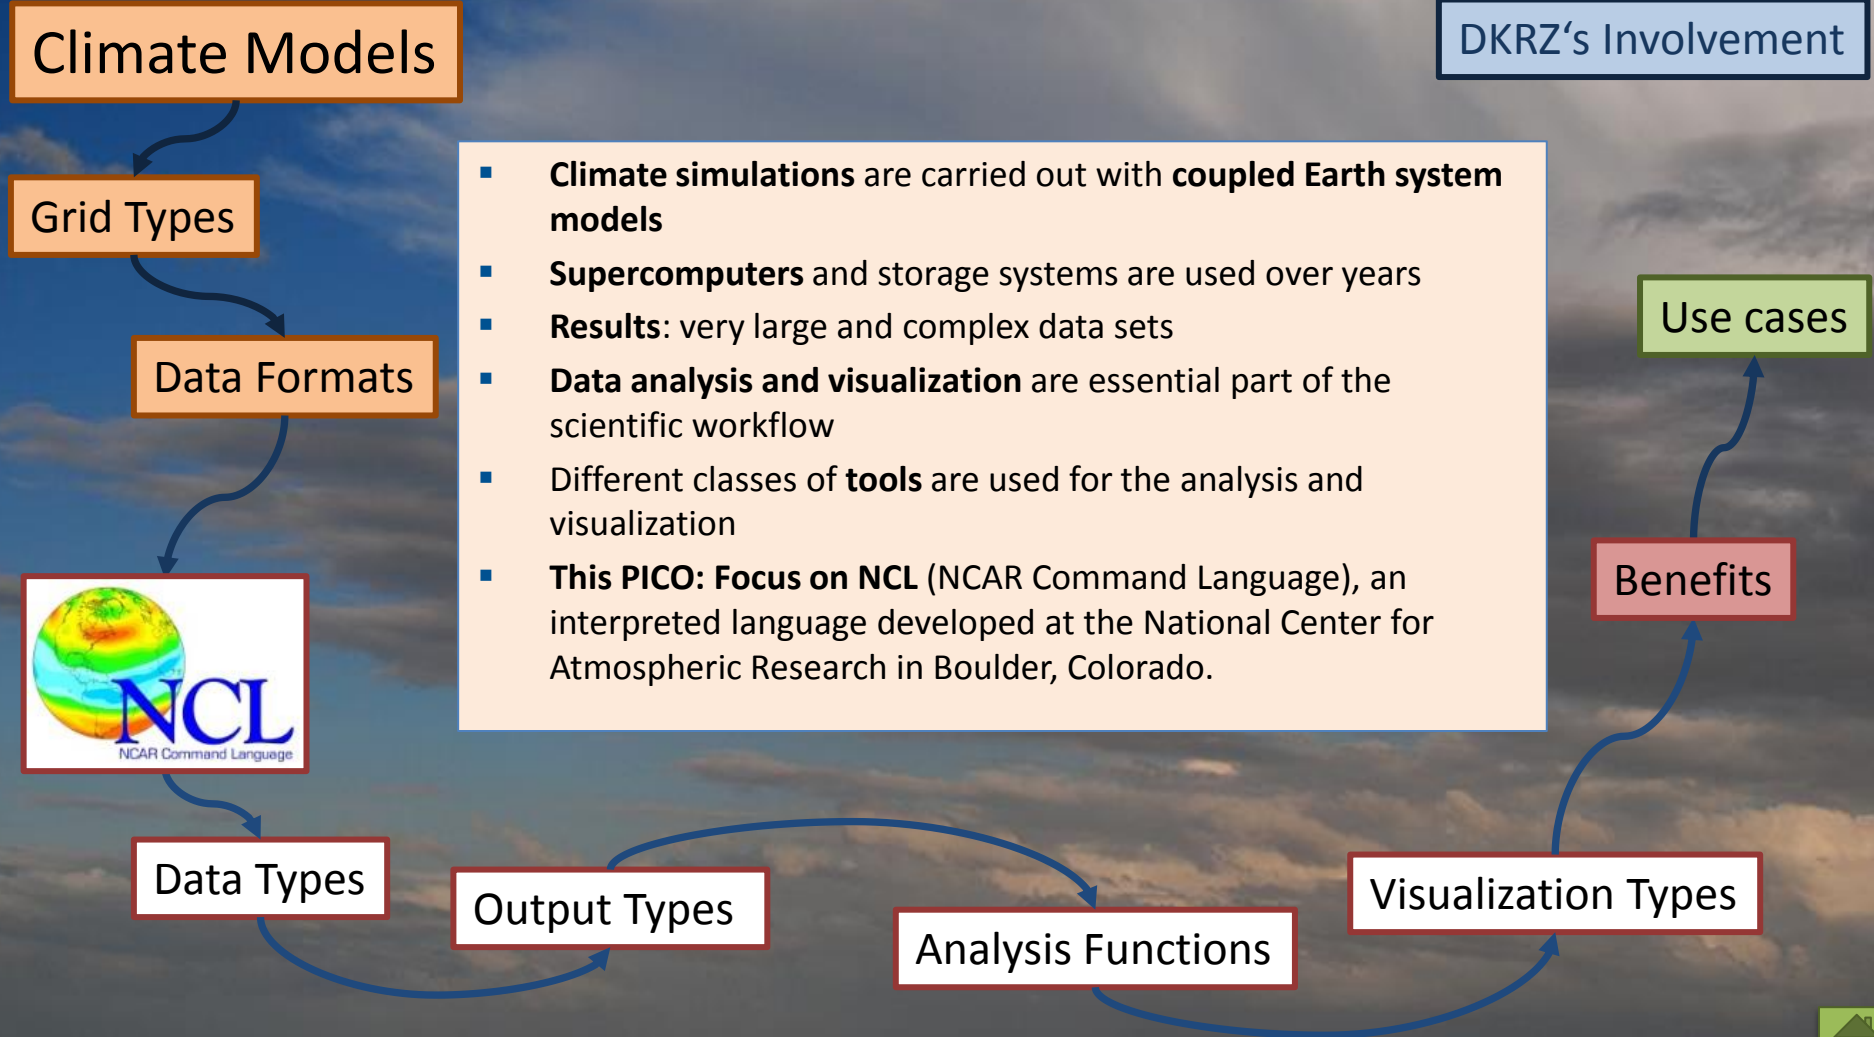 Climate Models
DKRZ‘s Involvement
Grid Types
Data Formats
▪ Climate simulations are carried out with coupled Earth system
models
▪ Supercomputers and storage systems are used over years
▪ Results: very large and complex data sets
▪ Data analysis and visualization are essential part of the
scientific workflow
▪ Different classes of tools are used for the analysis and
visualization
▪ This PICO: Focus on NCL (NCAR Command Language), an
interpreted language developed at the National Center for
Atmospheric Research in Boulder, Colorado.
NCL
NCAR Command Language
Data Types
Output Types
Analysis Functions
Visualization Types
Benefits
Use cases